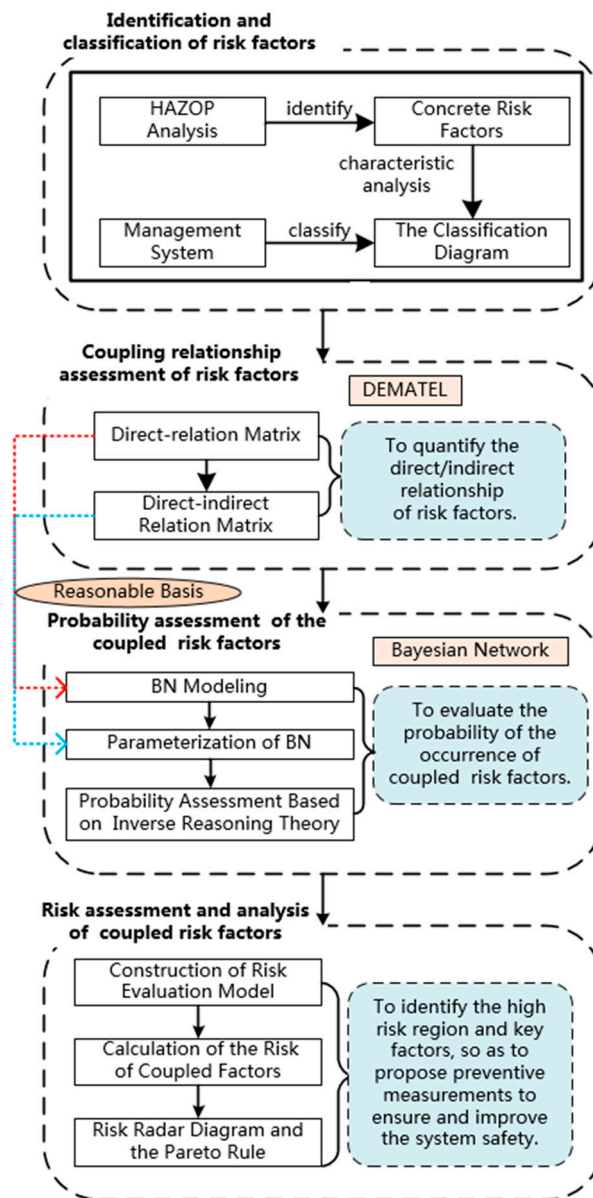 Identification and
classification of risk factors
HAZOP
Analysis
identify
Concrete Risk
Factors
characteristic
analysis
Management
System
classify
The Classification
Diagram
Coupling relationship
assessment of risk factors
DEMATEL
Direct-relation Matrix
Direct-indirect
Relation Matrix
To quantify the
direct/indirect
relationship
of risk factors.
Reasonable Basis
Probability assessment of the
coupled risk factors
Bayesian Network
BN Modeling
Parameterization of BN
Probability Assessment Based
on Inverse Reasoning Theory
To evaluate the
probability of the
occurrence of
coupled risk factors.
Risk assessment and analysis
of coupled risk factors
Construction of Risk
Evaluation Model
Calculation of the Risk
of Coupled Factors
Risk Radar Diagram and
the Pareto Rule
To identify the high
risk region and key
factors, so as to
propose preventive
measurements to
ensure and improve
the system safety.